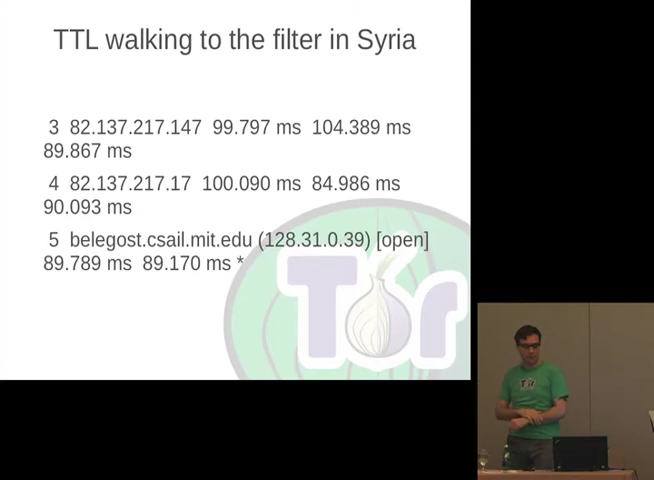 TTL walking to the filter in Syria
3 82.137.217.147 99.797 ms 104.389 ms
89.867 ms
4 82.137.217.17 100.090 ms 84.986 ms
90.093 ms
5 belegost.csail.mit.edu (128.31.0.39) [open]
89.789 ms 89.170 ms *
Tor
Tor